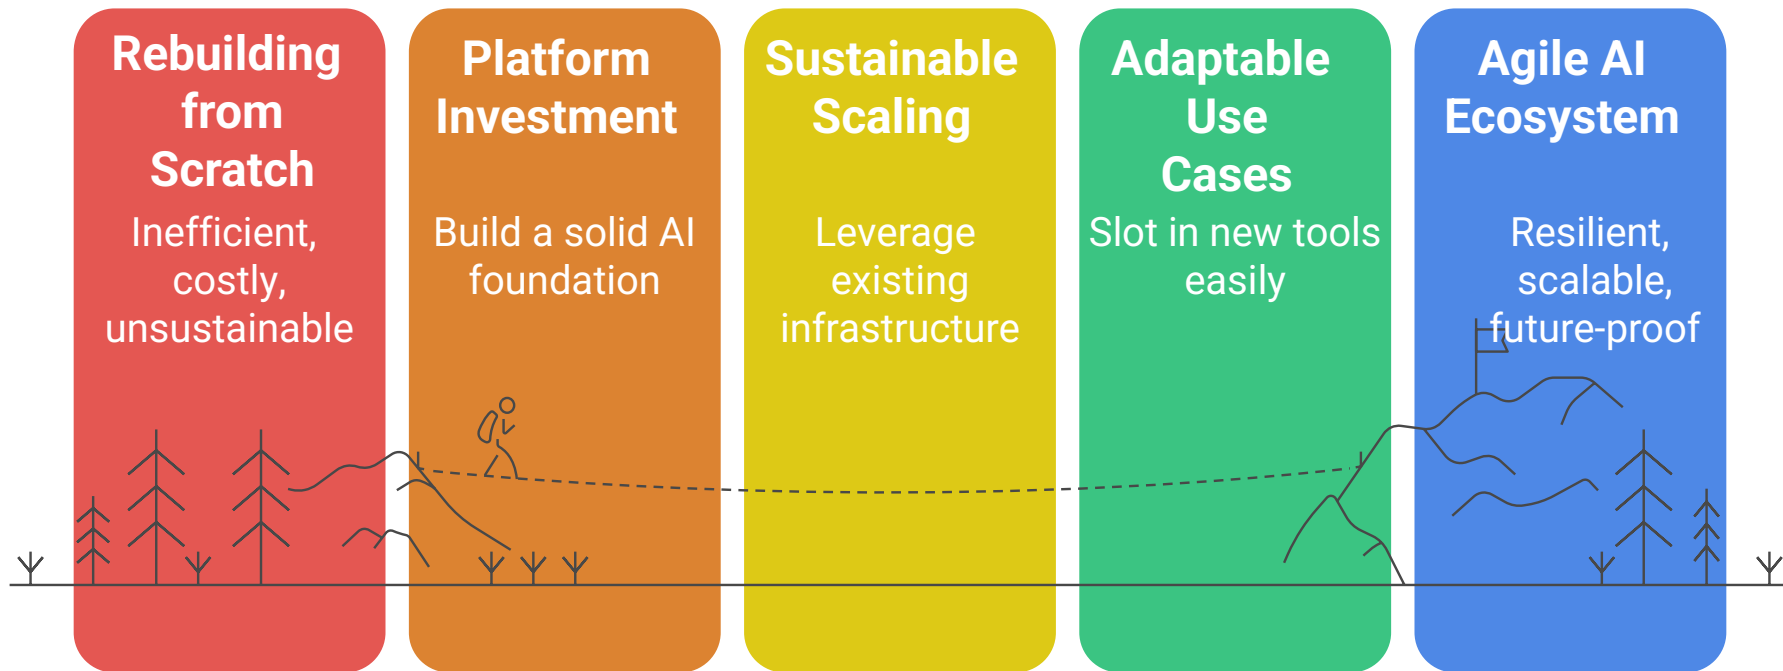 Rebuilding
from
Scratch
Inefficient,
costly,
unsustainable
Platform
Investment
Build a solid AI
foundation
Sustainable
Scaling
Leverage
existing
infrastructure
Adaptable
Use
Cases
Slot in new tools
easily
Agile AI
Ecosystem
Resilient,
scalable,
future-proof